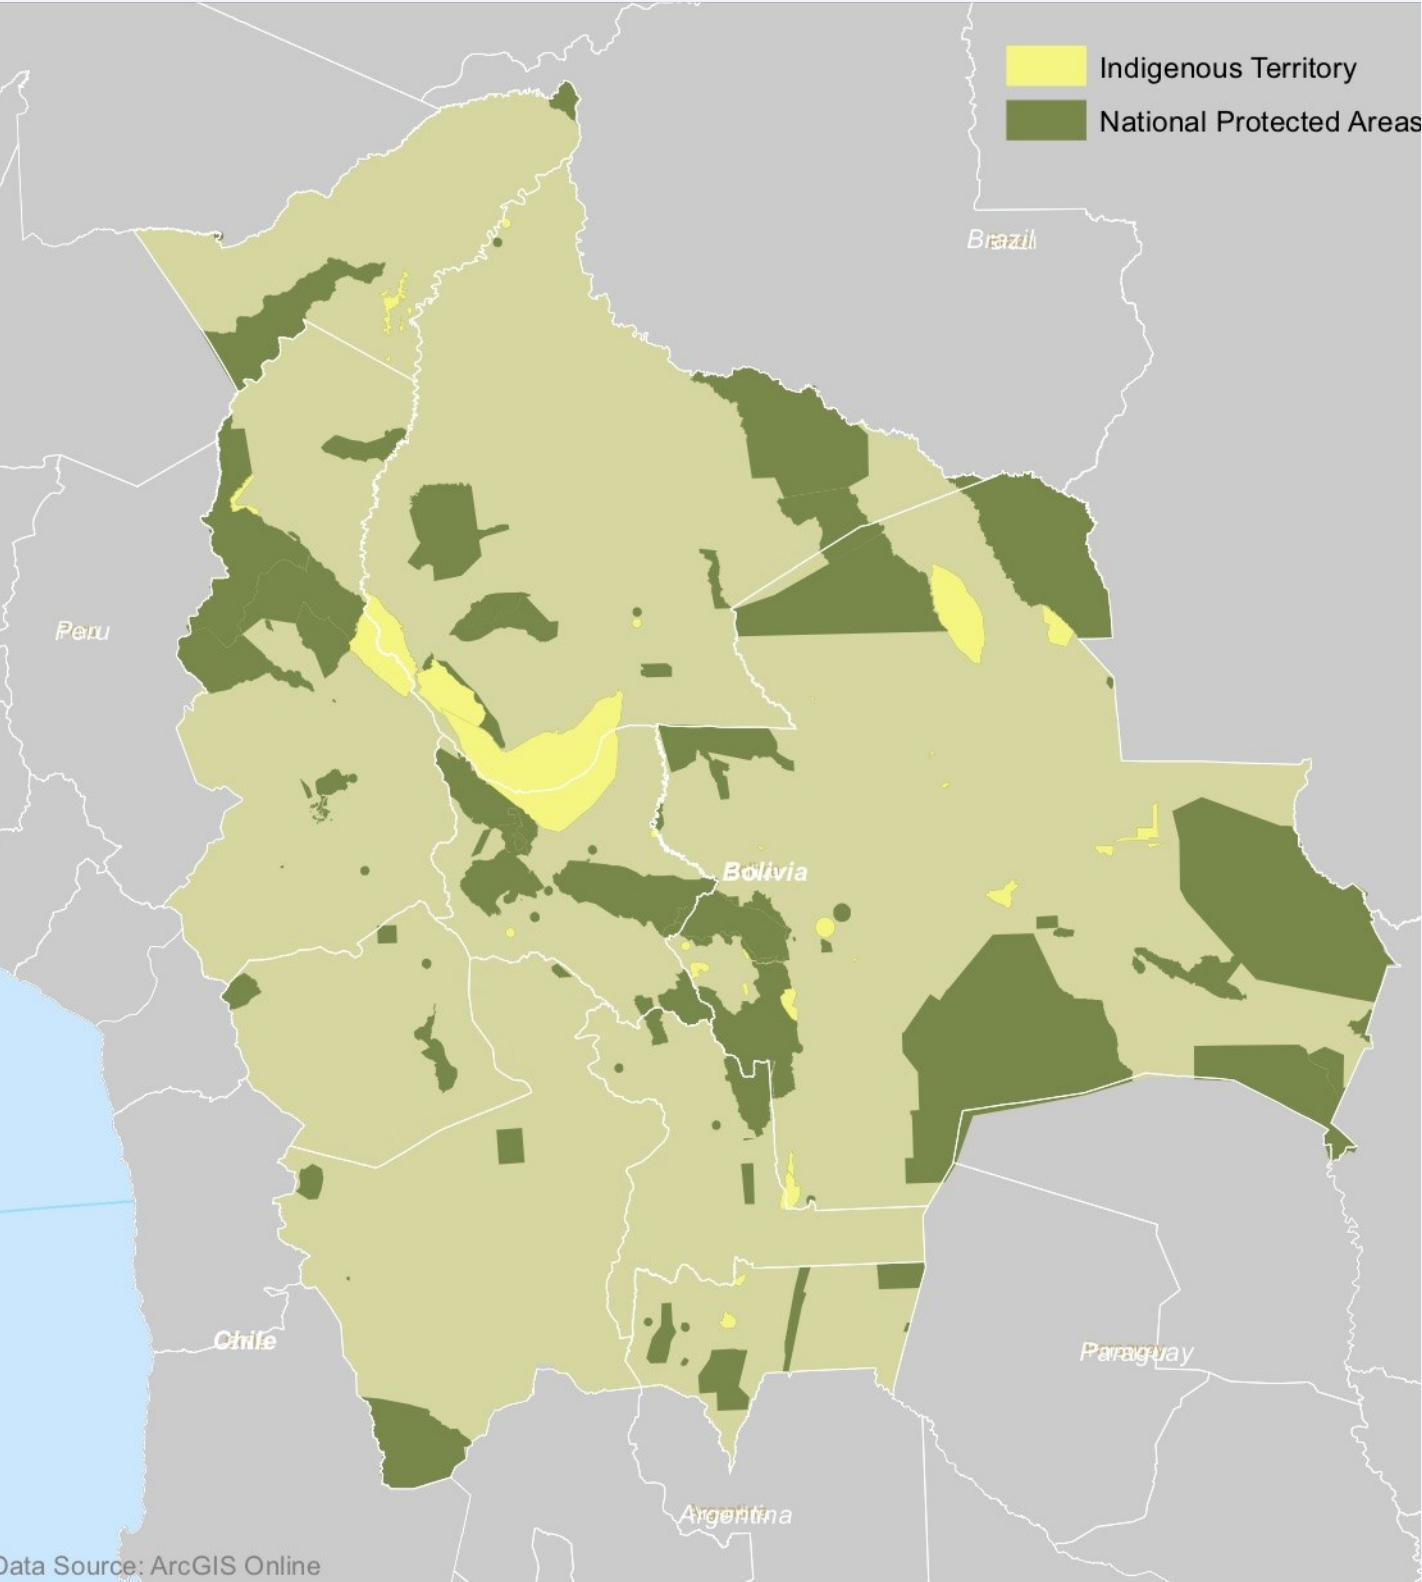 Indigenous Territory
National Protected Areas
Brazil
Peru
Bolivia
Chile
Paraguay
Argentina
Data Source: ArcGIS Online